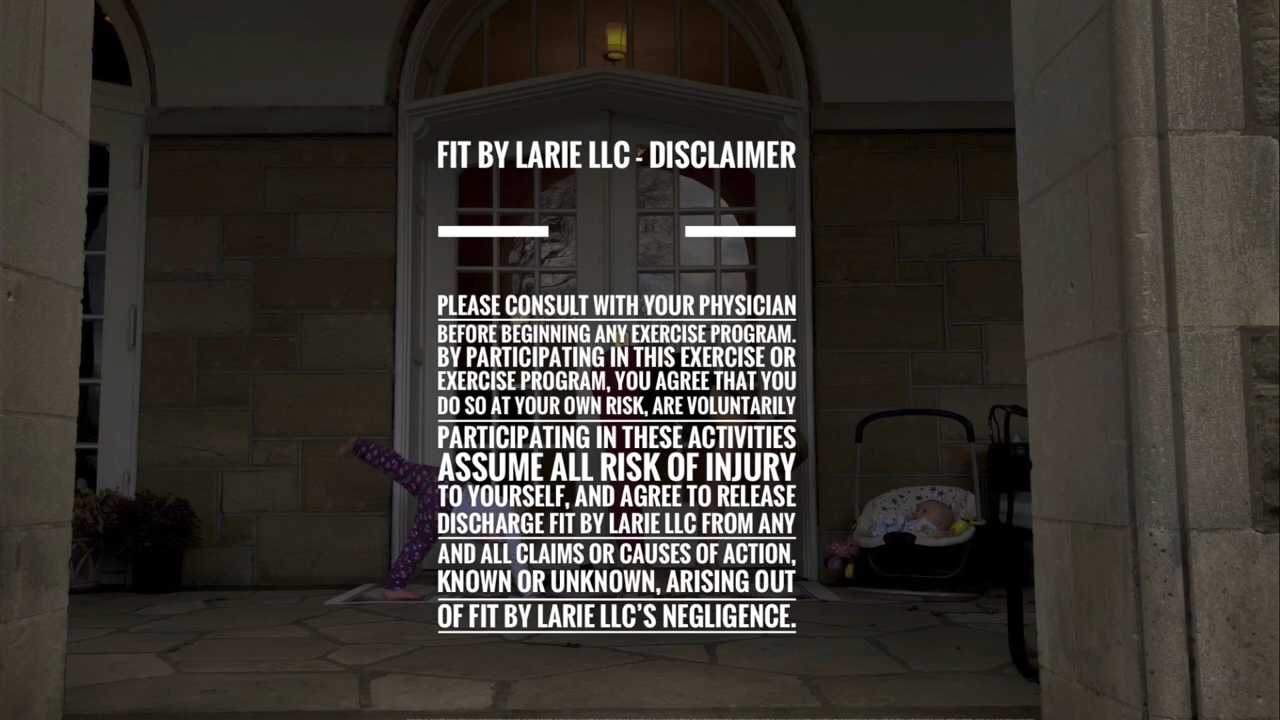 FIT BY LARIE LLC - DISCLAIMER
PLEASE CONSULT WITH YOUR PHYSICIAN
BEFORE BEGINNING ANY EXERCISE PROGRAM.
BY PARTICIPATING IN THIS EXERCISE OR
EXERCISE PROGRAM, YOU AGREE THAT YOU
DO SO AT YOUR OWN RISK, ARE VOLUNTARILY
PARTICIPATING IN THESE ACTIVITIES
ASSUME ALL RISK OF INJURY
TO YOURSELF, AND AGREE TO RELEASE
DISCHARGE FIT BY LARIE LLC FROM ANY
AND ALL CLAIMS OR CAUSES OF ACTION,
KNOWN OR UNKNOWN, ARISING OUT
OF FIT BY LARIE LLC'S NEGLIGENCE.